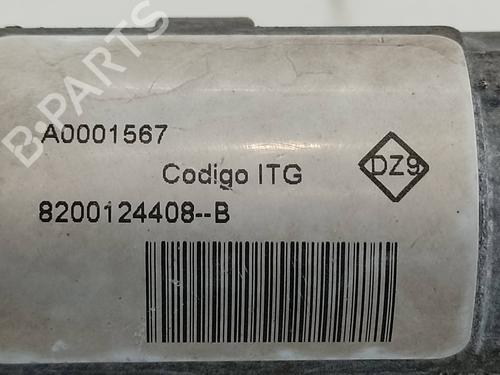 B-PARTS
A0001567
Codigo ITG
DZ9
8200124408--B